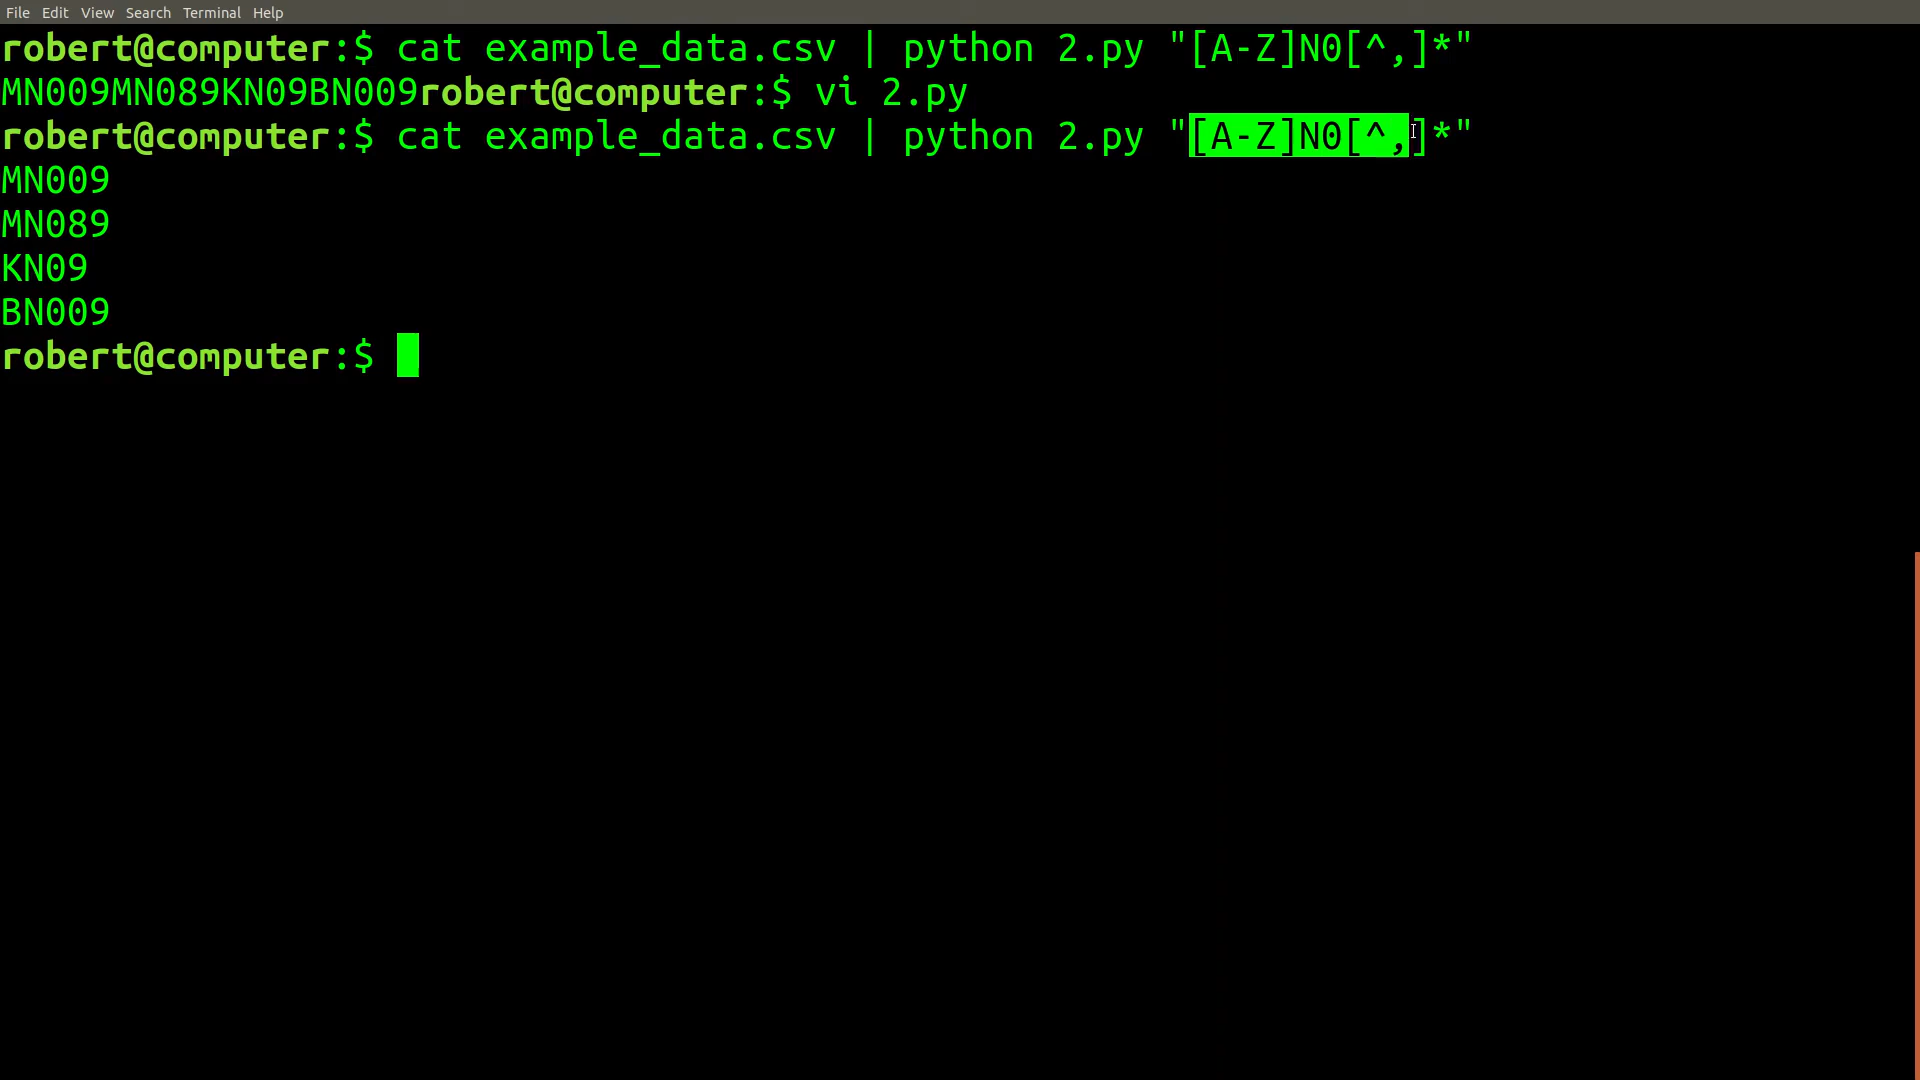 File Edit View Search Terminal Help
robert@computer:$ cat example_data.csv | python 2.py "[A-Z]N0[^,]*"
MN009MN089KN09BN009robert@computer:$ vi 2.py
robert@computer:$ cat example_data.csv | python 2.py "[A-Z]N0[^,]*"
MN009
MN089
KN09
BN009
robert@computer:$